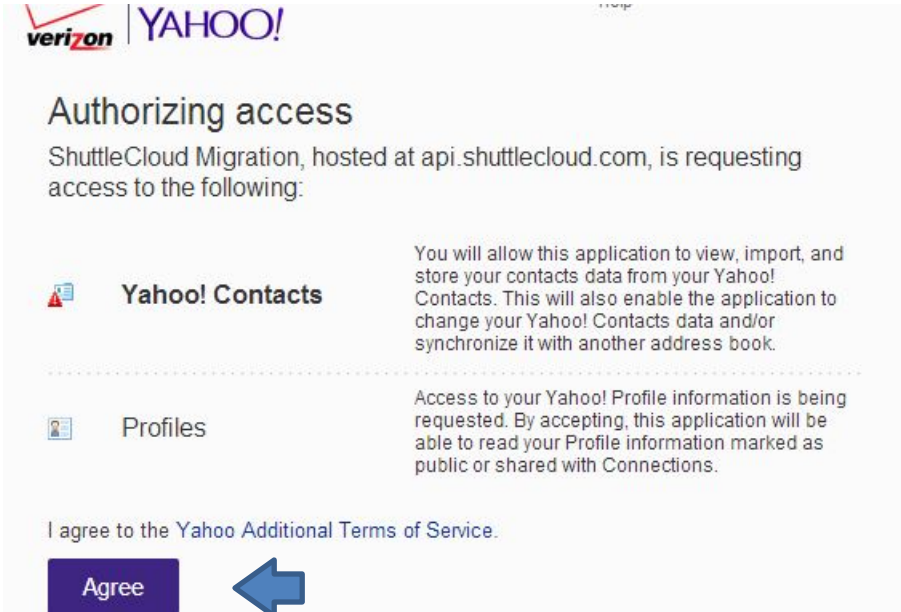 Help
verizon
YAHOO!
Authorizing access
ShuttleCloud Migration, hosted at api.shuttlecloud.com, is requesting
access to the following:
Yahoo! Contacts
You will allow this application to view, import, and
store your contacts data from your Yahoo!
Contacts. This will also enable the application to
change your Yahoo! Contacts data and/or
synchronize it with another address book.
Profiles
Access to your Yahoo! Profile information is being
requested. By accepting, this application will be
able to read your Profile information marked as
public or shared with Connections.
I agree to the Yahoo Additional Terms of Service.
Agree